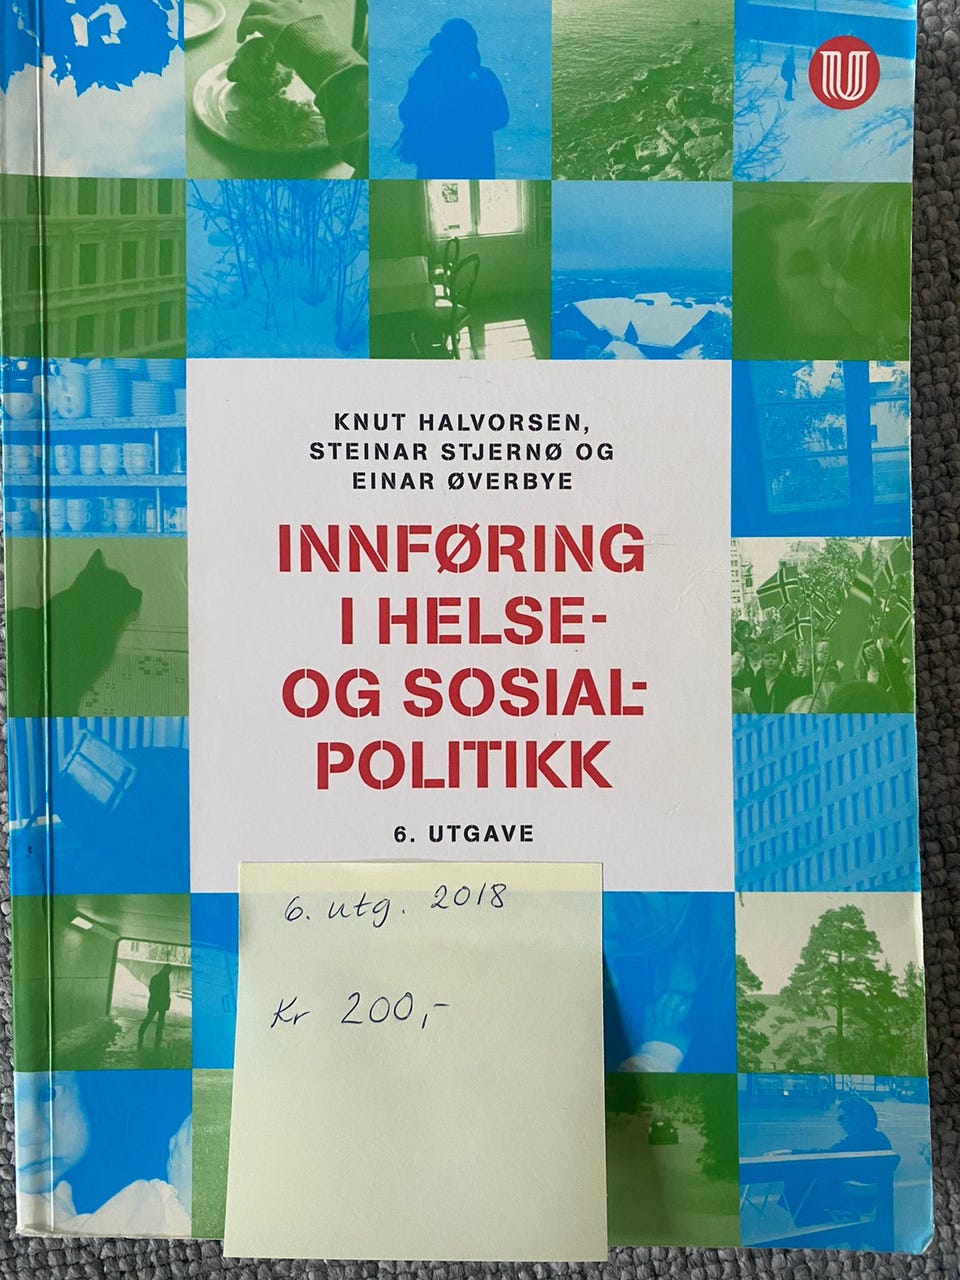 U
KNUT HALVORSEN,
STEINAR STJERNØ OG
EINAR ØVERBYE
INNFØRING
I HELSE-
OG SOSIAL-
POLITIKK
6. UTGAVE
6. utg. 2018
Kr 200,-